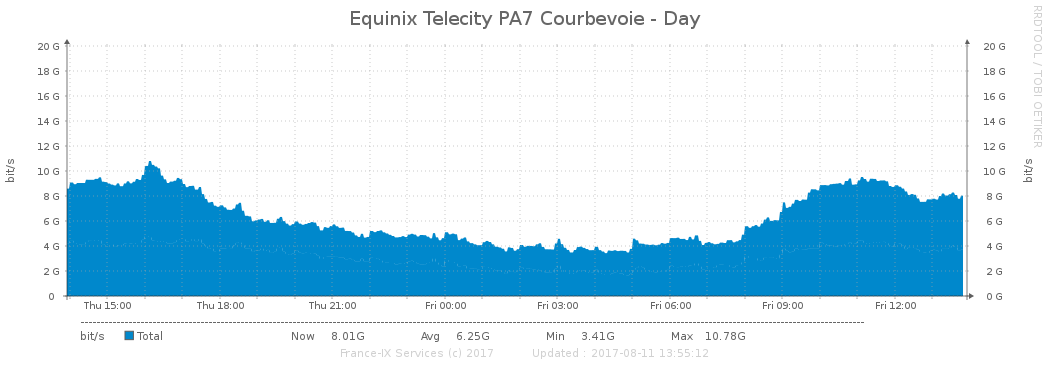 Equinix Telecity PA7 Courbevoie - Day
RRDTOOL / TOBI OETIKER
bit/s
20 G 20 G
18 G 18 G
16 G 16 G
14 G 14 G
12 G 12 G
10 G 10 G
8 G 8 G
6 G 6 G
4 G 4 G
2 G 2 G
0 0 G
bit/s
Thu 15:00 Thu 18:00 Thu 21:00 Fri 00:00 Fri 03:00 Fri 06:00 Fri 09:00 Fri 12:00
bit/s Total Now 8.01G Avg 6.25G Min 3.41G Max 10.78G
France-IX Services (c) 2017 Updated : 2017-08-11 13:55:12